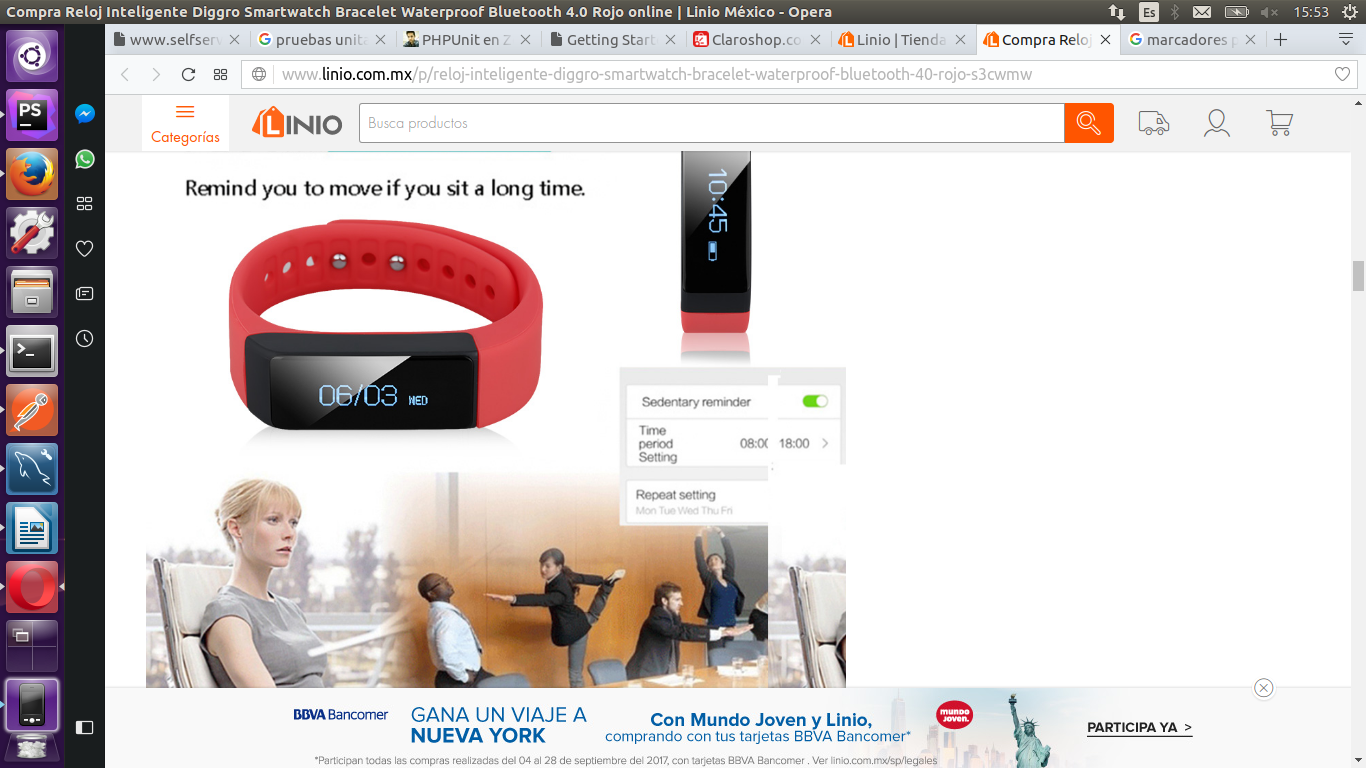 Compra Reloj Inteligente Diggro Smartwatch Bracelet Waterproof Bluetooth 4.0 Rojo online | Linio México - Opera
Es
15:53
www.selfserv
pruebas unita
PHPUnit en Z
Getting Start
Claroshop.co
Linio | Tienda
Compra Reloj
marcadores p
www.linio.com.mx/p/reloj-inteligente-diggro-smartwatch-bracelet-waterproof-bluetooth-40-rojo-s3cwmw
Categorías
LINIO
Busca productos
PS
Remind you to move if you sit a long time.
10:45
06/03 WED
Sedentary reminder
Time period Setting
08:00 18:00
Repeat setting
Mon Tue Wed Thu Fri
BBVA Bancomer
GANA UN VIAJE A
NUEVA YORK
Con Mundo Joven y Linio,
comprando con tus tarjetas BBVA Bancomer*
mundo joven.
PARTICIPA YA >
*Participan todas las compras realizadas del 04 al 28 de septiembre del 2017, con tarjetas BBVA Bancomer . Ver linio.com.mx/sp/legales